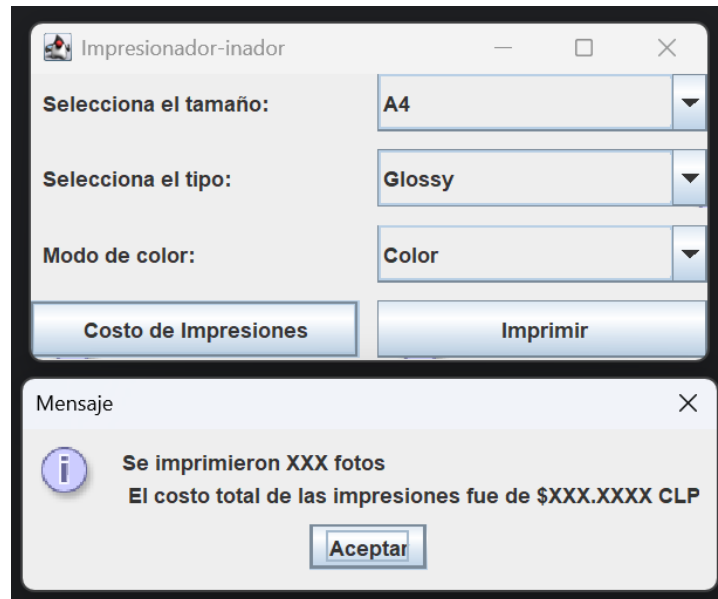 Impresionador-inador
Selecciona el tamaño:
A4
Selecciona el tipo:
Glossy
Modo de color:
Color
Costo de Impresiones
Imprimir
Mensaje
Se imprimieron XXX fotos
El costo total de las impresiones fue de $XXX.XXXX CLP
Aceptar